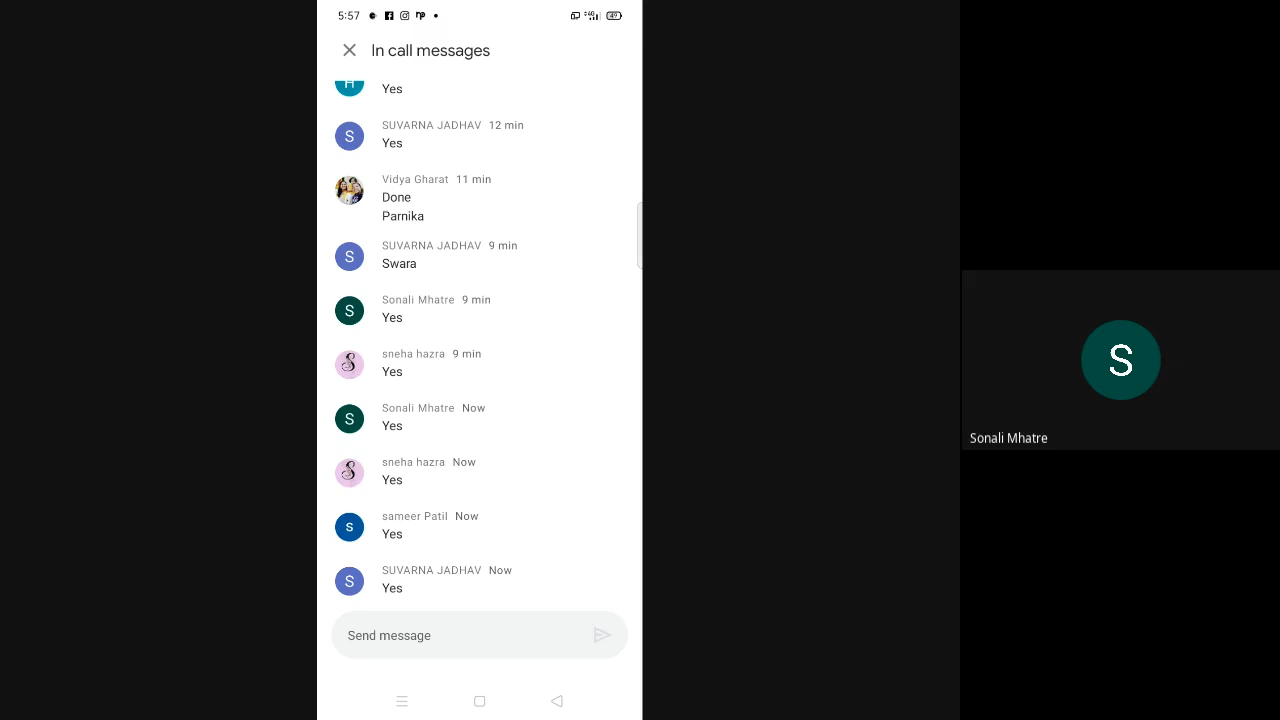 5:57
49
In call messages
H
Yes
S
SUVARNA JADHAV 12 min
Yes
Vidya Gharat 11 min
Done
Parnika
S
SUVARNA JADHAV 9 min
Swara
S
Sonali Mhatre 9 min
Yes
S
sneha hazra 9 min
Yes
S
Sonali Mhatre Now
Yes
S
sneha hazra Now
Yes
s
sameer Patil Now
Yes
S
SUVARNA JADHAV Now
Yes
Send message
S
Sonali Mhatre